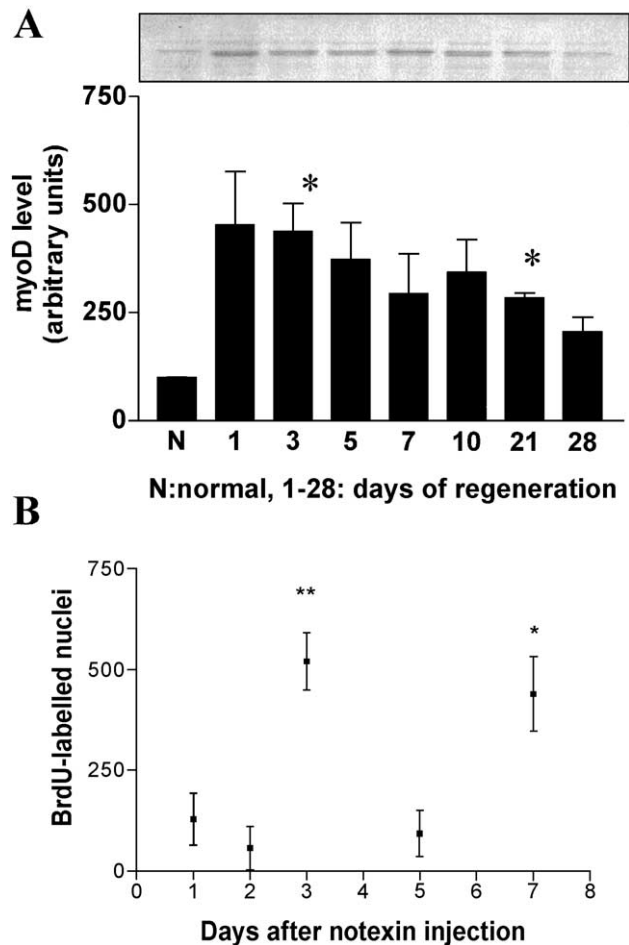 A
750
500
250
0
myoD level
(arbitrary units)
*
*
N 1 3 5 7 10 21 28
N:normal, 1-28: days of regeneration
B
750
500
250
0
BrdU-labelled nuclei
**
*
0 1 2 3 4 5 6 7 8
Days after notexin injection